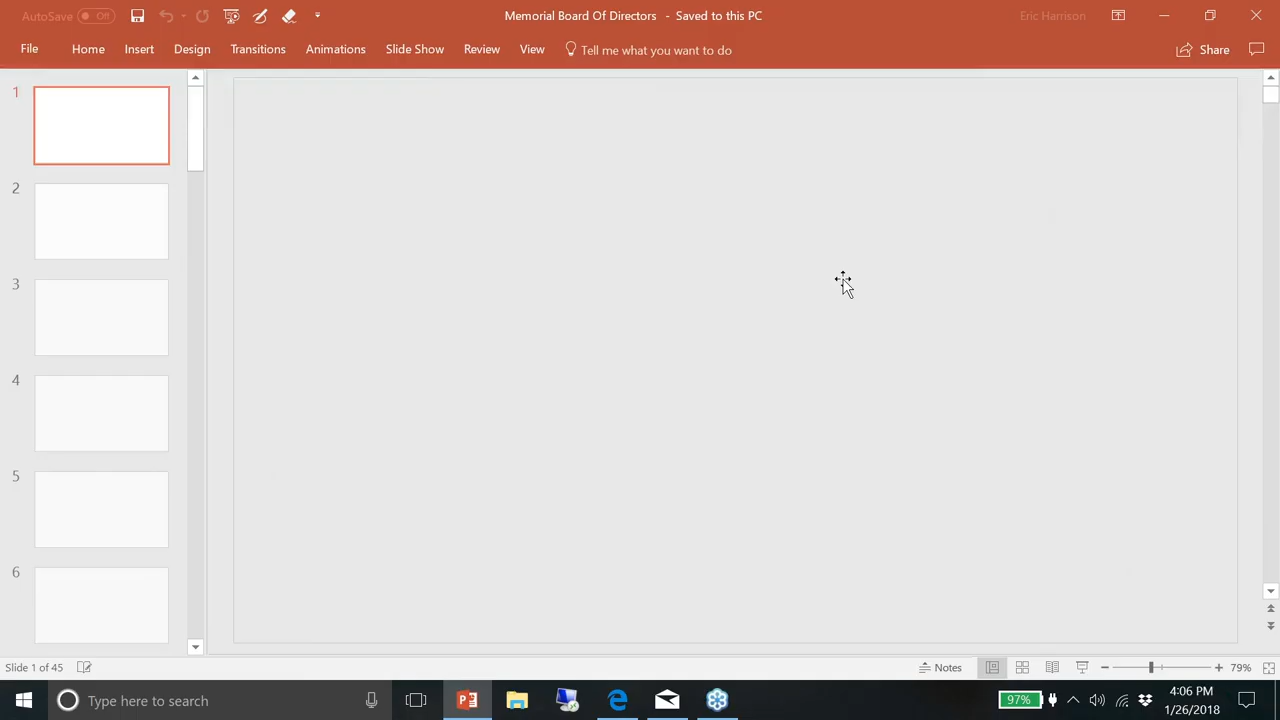 AutoSave Off
Memorial Board Of Directors - Saved to this PC
Eric Harrison
File Home Insert Design Transitions Animations Slide Show Review View Tell me what you want to do Share
1
2
3
4
5
6
Slide 1 of 45
Notes
79%
Type here to search
97%
4:06 PM
1/26/2018